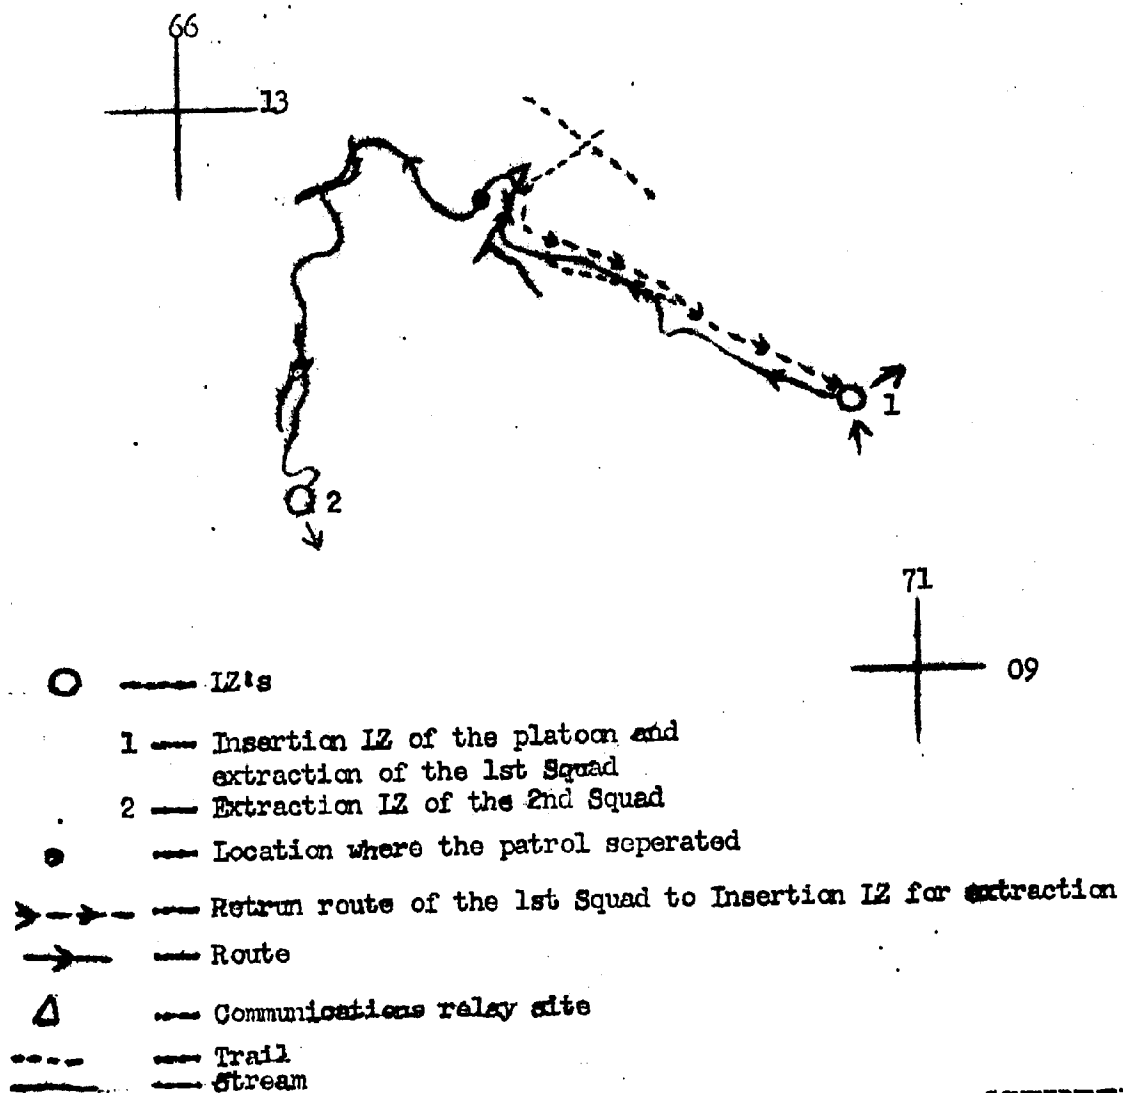 66
13
1
2
71
09
LZ's
1 Insertion LZ of the platoon and
extraction of the 1st Squad
2 Extraction LZ of the 2nd Squad
Location where the patrol seperated
Retrun route of the 1st Squad to Insertion LZ for extraction
Route
Communications relay site
Trail
Stream